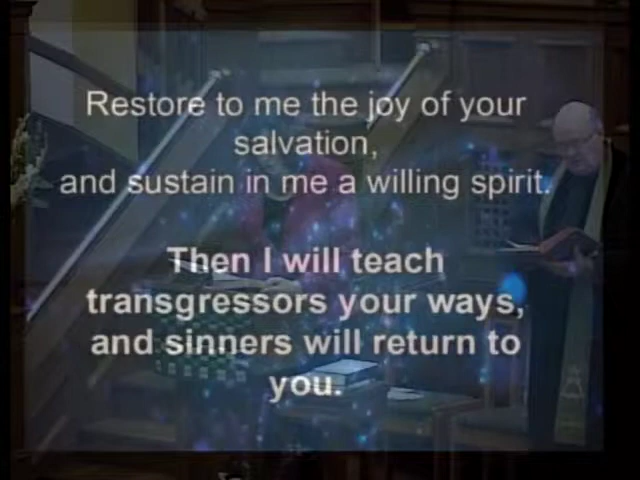 Restore to me the joy of your
salvation,
and sustain in me a willing spirit.
Then I will teach
transgressors your ways,
and sinners will return to
you.